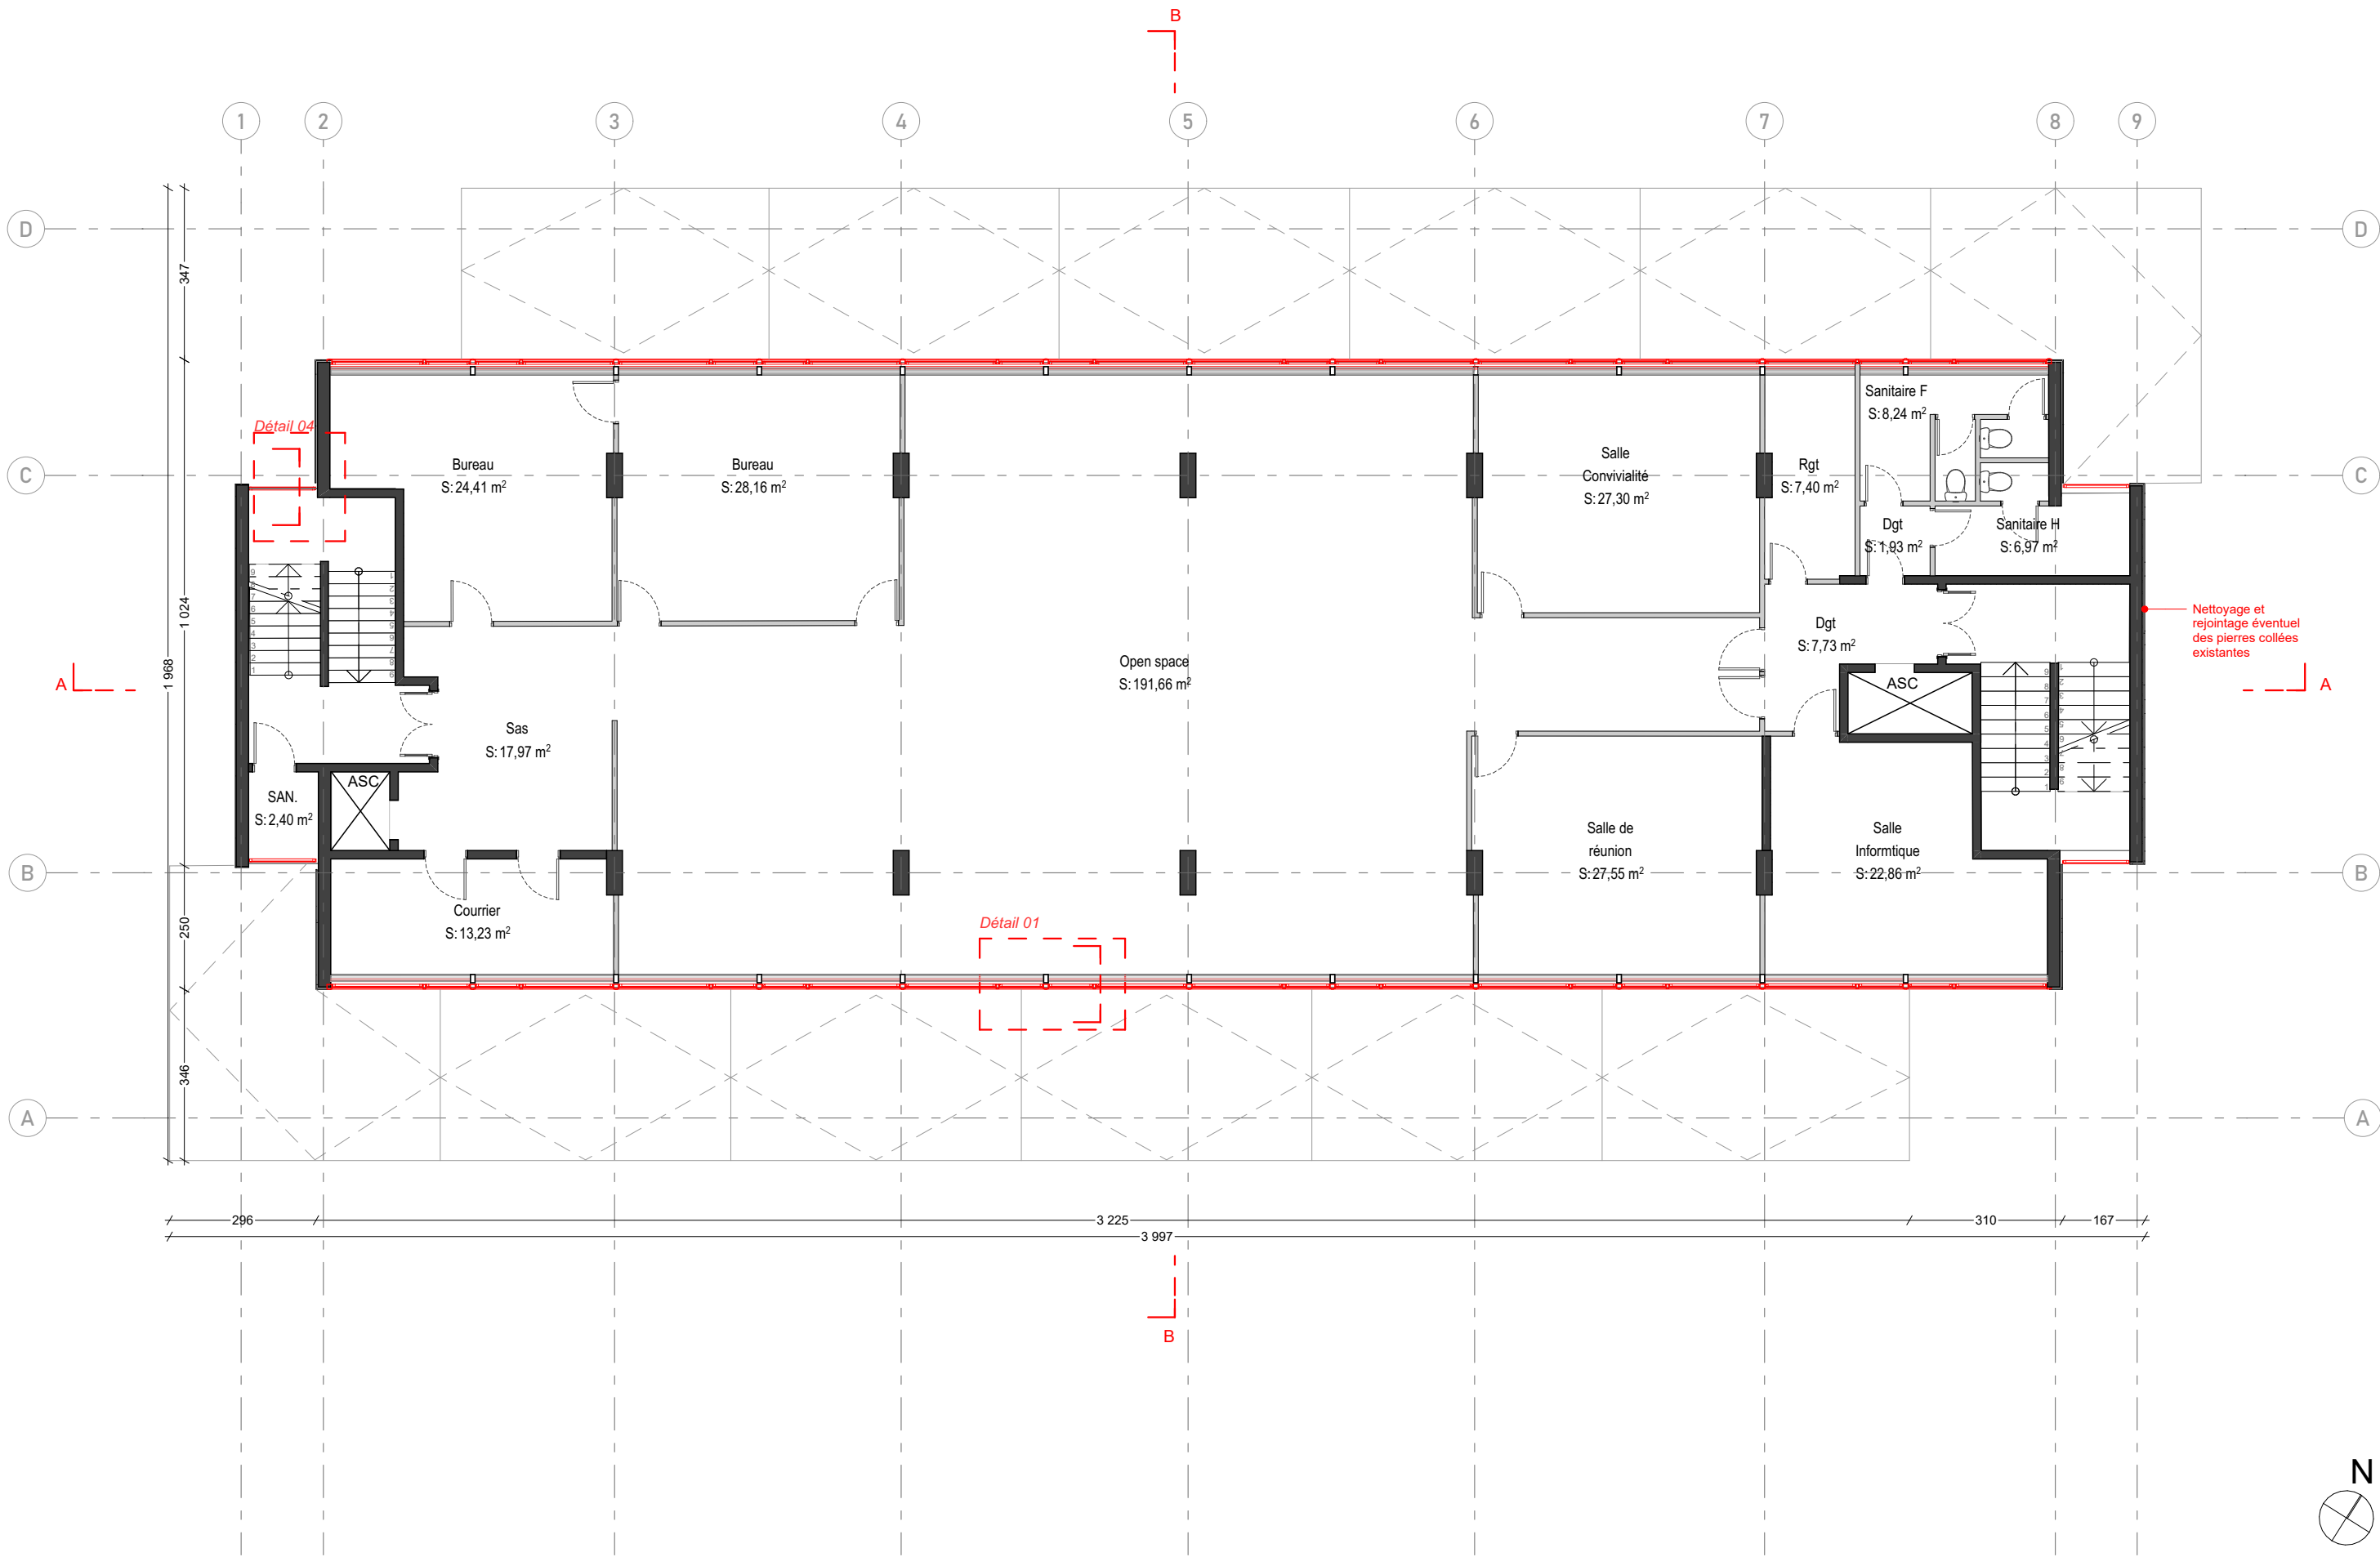 B
1
2
3
4
5
6
7
8
9
D
D
347
Détail 04
Sanitaire F
S: 8,24 m²
C
C
Bureau
S: 24,41 m²
Bureau
S: 28,16 m²
Salle
Convivialité
S: 27,30 m²
Rgt
S: 7,40 m²
Dgt
S: 1,93 m²
Sanitaire H
S: 6,97 m²
1 024
1 968
Nettoyage et
rejointage éventuel
des pierres collées
existantes
Dgt
S: 7,73 m²
Open space
S: 191,66 m²
A
A
ASC
Sas
S: 17,97 m²
ASC
SAN.
S: 2,40 m²
Salle de
réunion
S: 27,55 m²
Salle
Informtique
S: 22,86 m²
B
B
Courrier
S: 13,23 m²
250
Détail 01
346
A
A
296
3 225
310
167
3 997
B
N